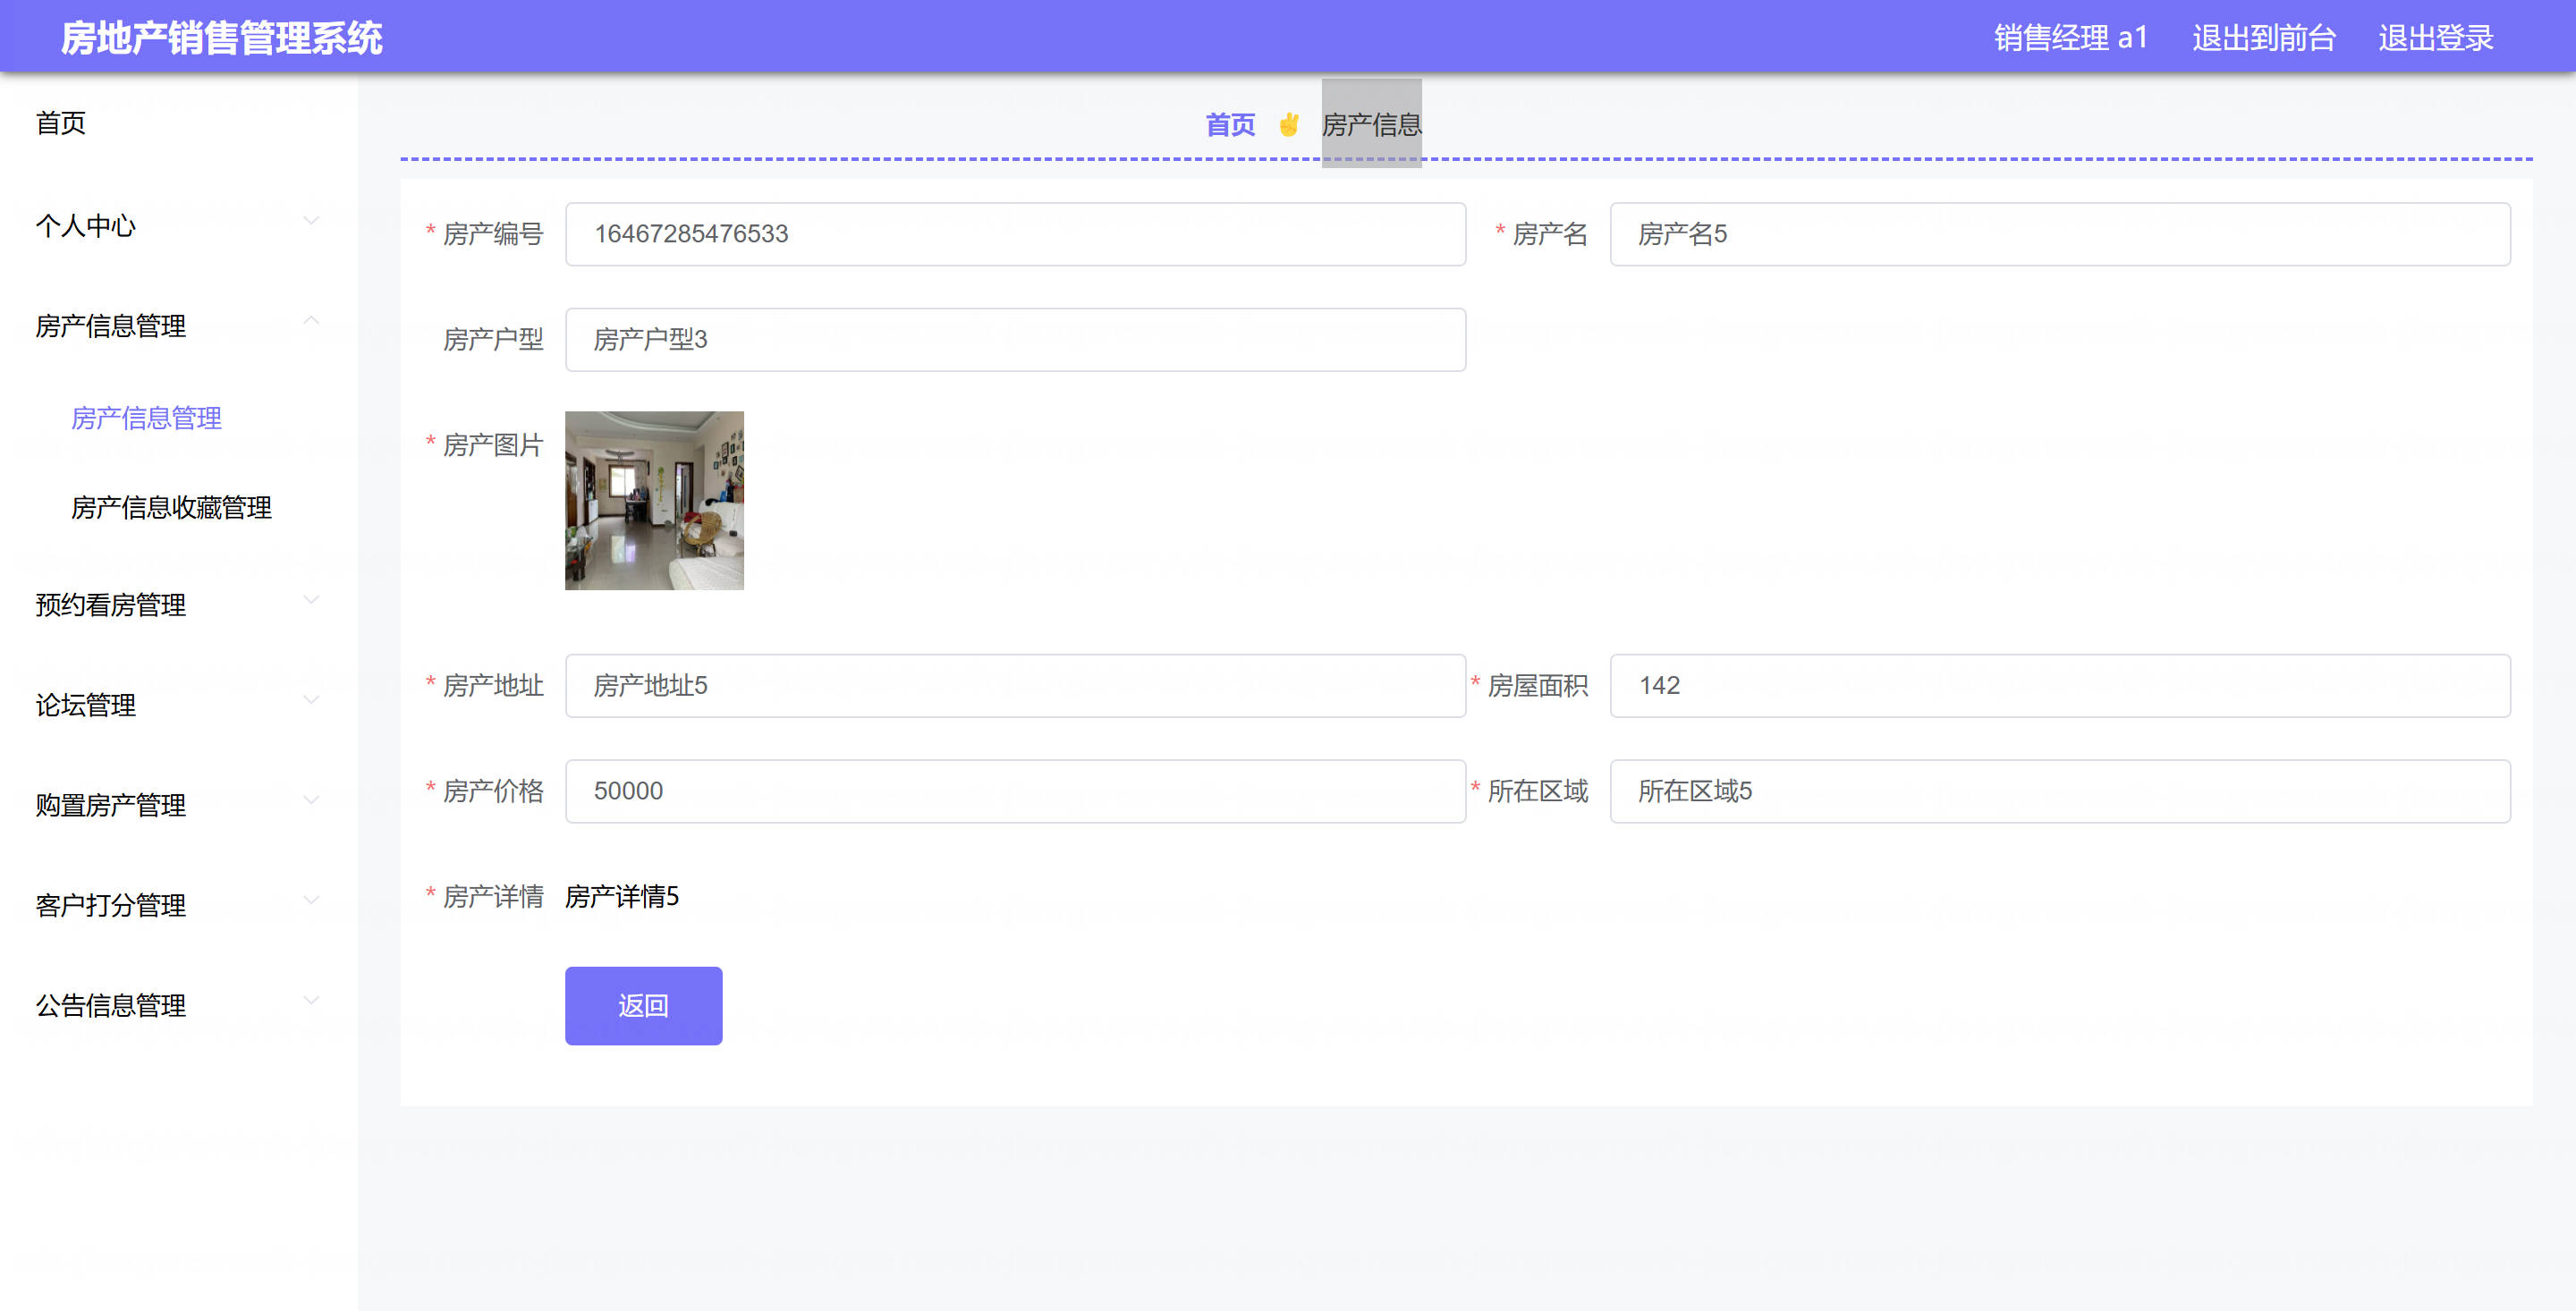 房地产销售管理系统
销售经理 a1
退出到前台
退出登录
首页
个人中心
房产信息管理
房产信息管理
房产信息收藏管理
预约看房管理
论坛管理
购置房产管理
客户打分管理
公告信息管理
首页 房产信息
* 房产编号 16467285476533
* 房产名 房产名5
房产户型 房产户型3
* 房产图片
* 房产地址 房产地址5
* 房屋面积 142
* 房产价格 50000
* 所在区域 所在区域5
* 房产详情 房产详情5
返回